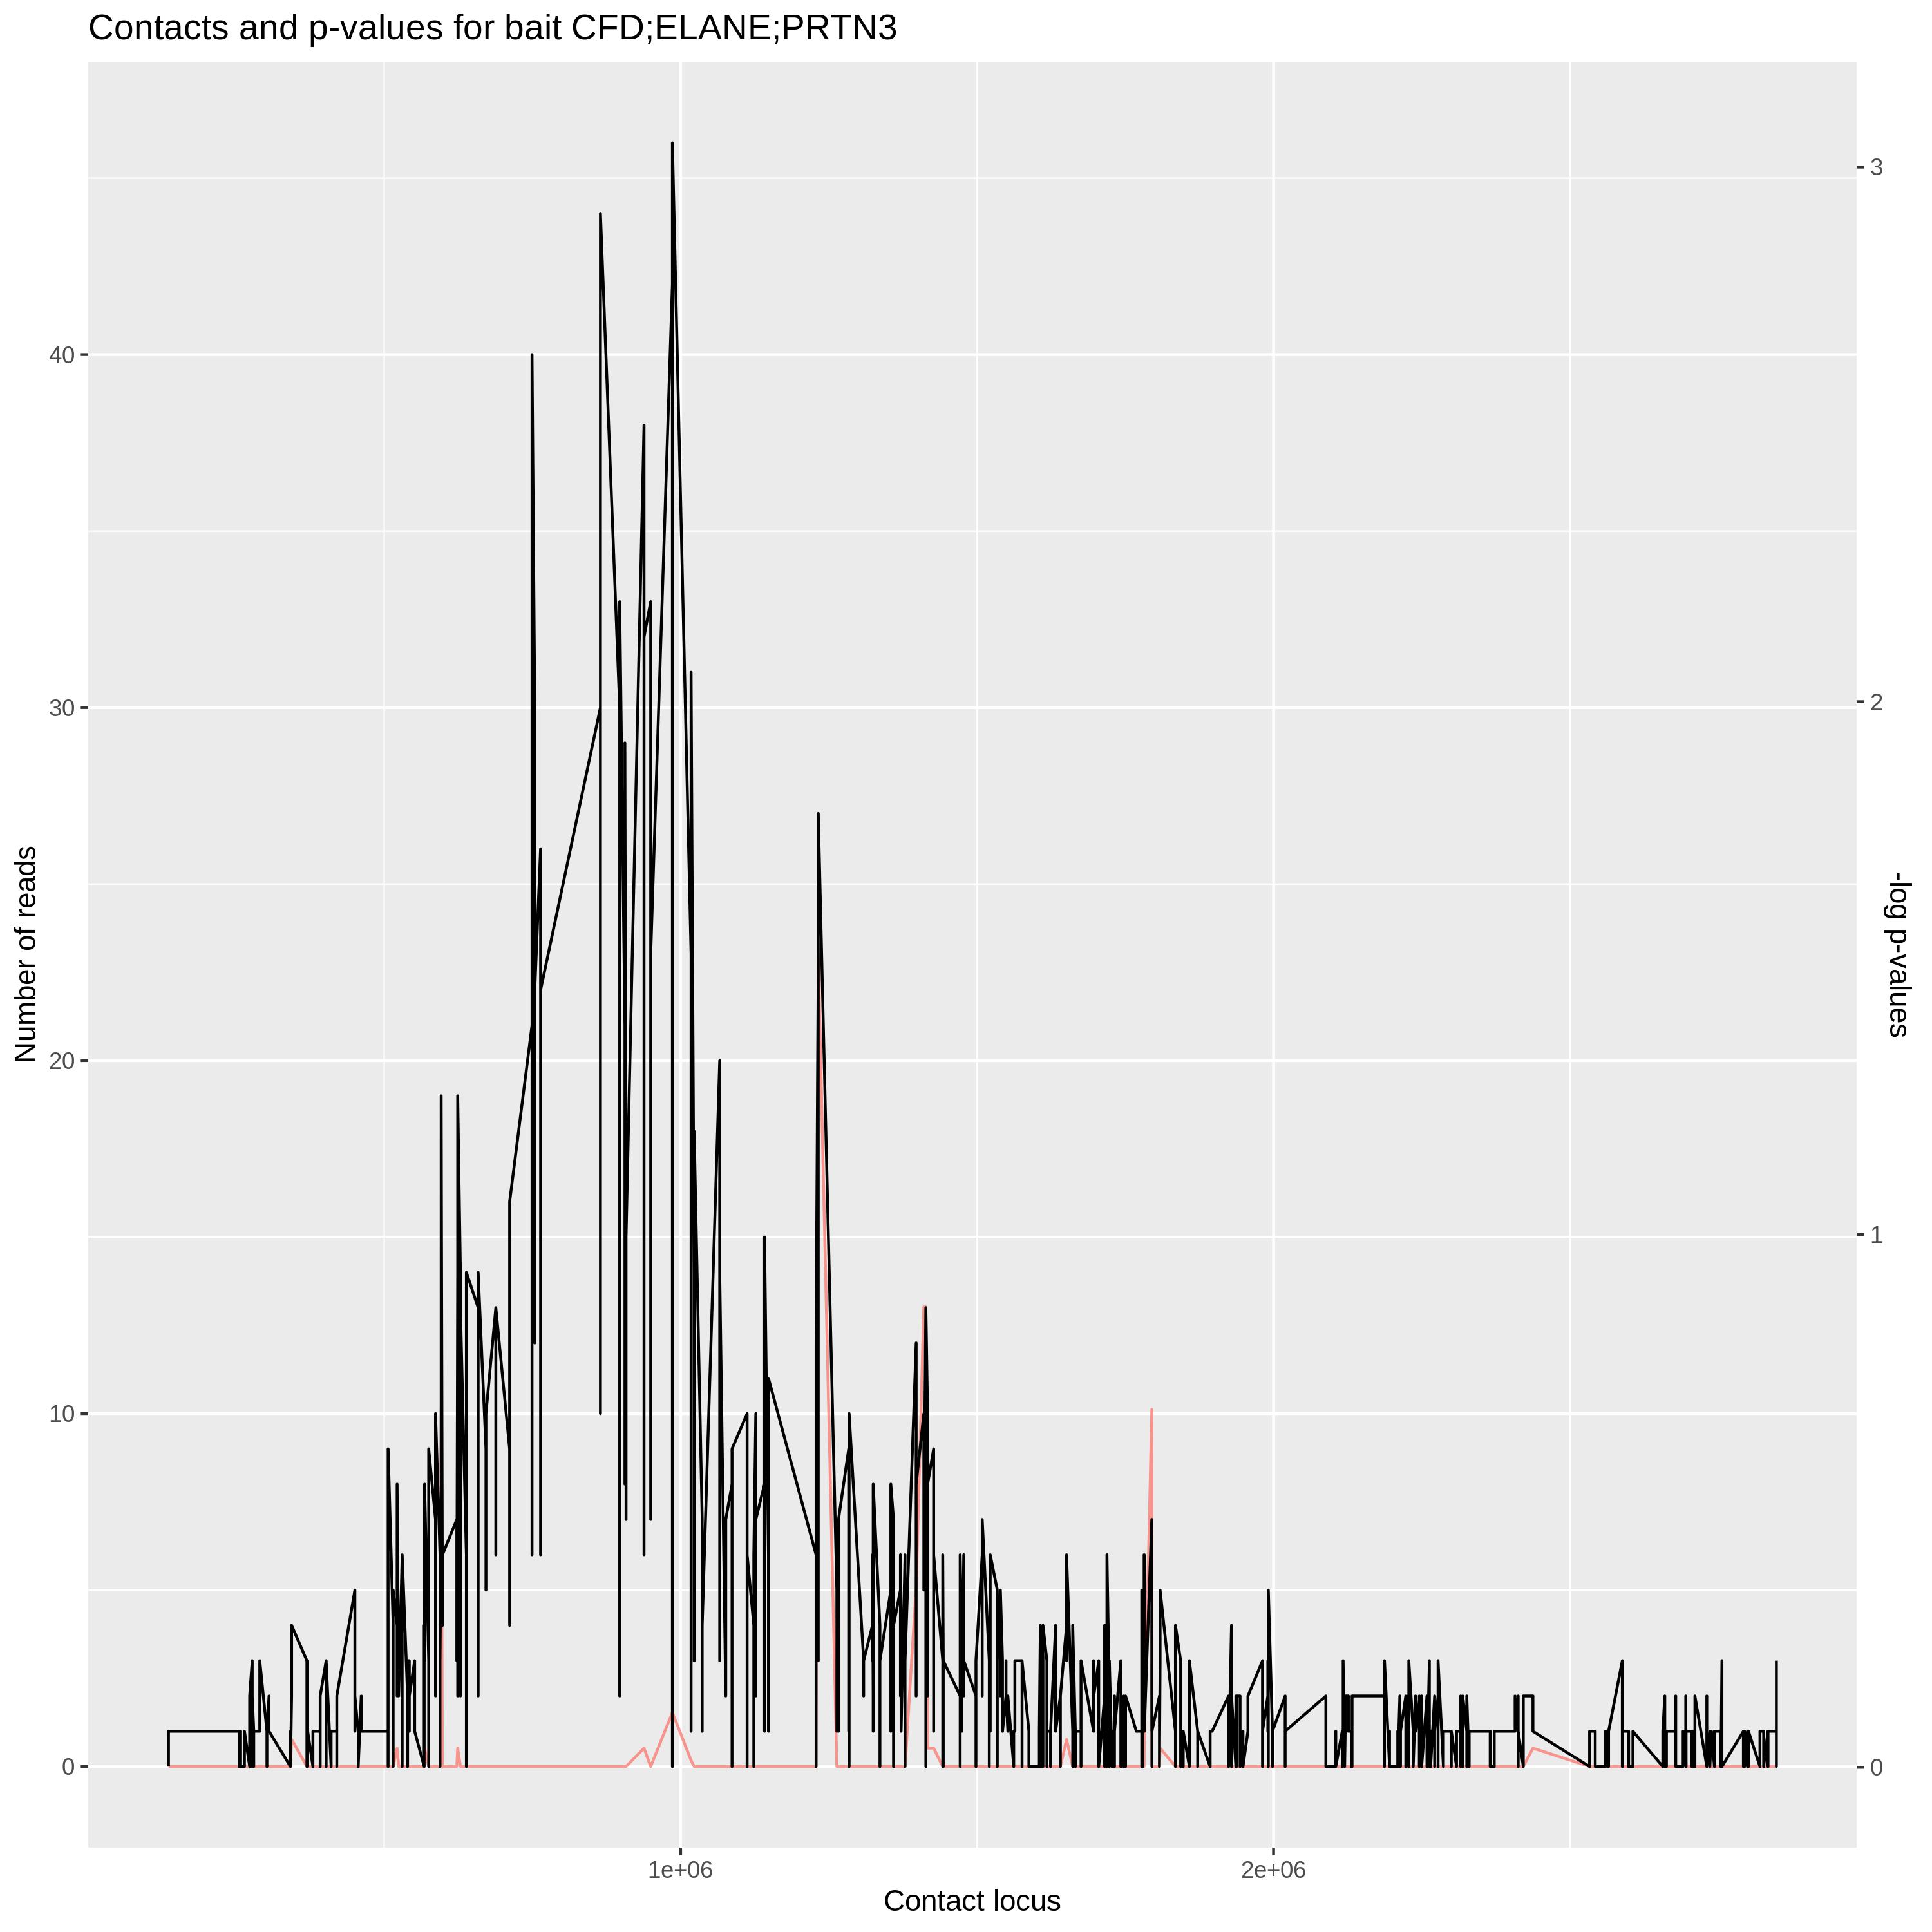 Contacts and p-values for bait CFD;ELANE;PRTN3
Number of reads
40
30
20
10
0
3
2
1
0
-log p-values
1e+06
2e+06
Contact locus